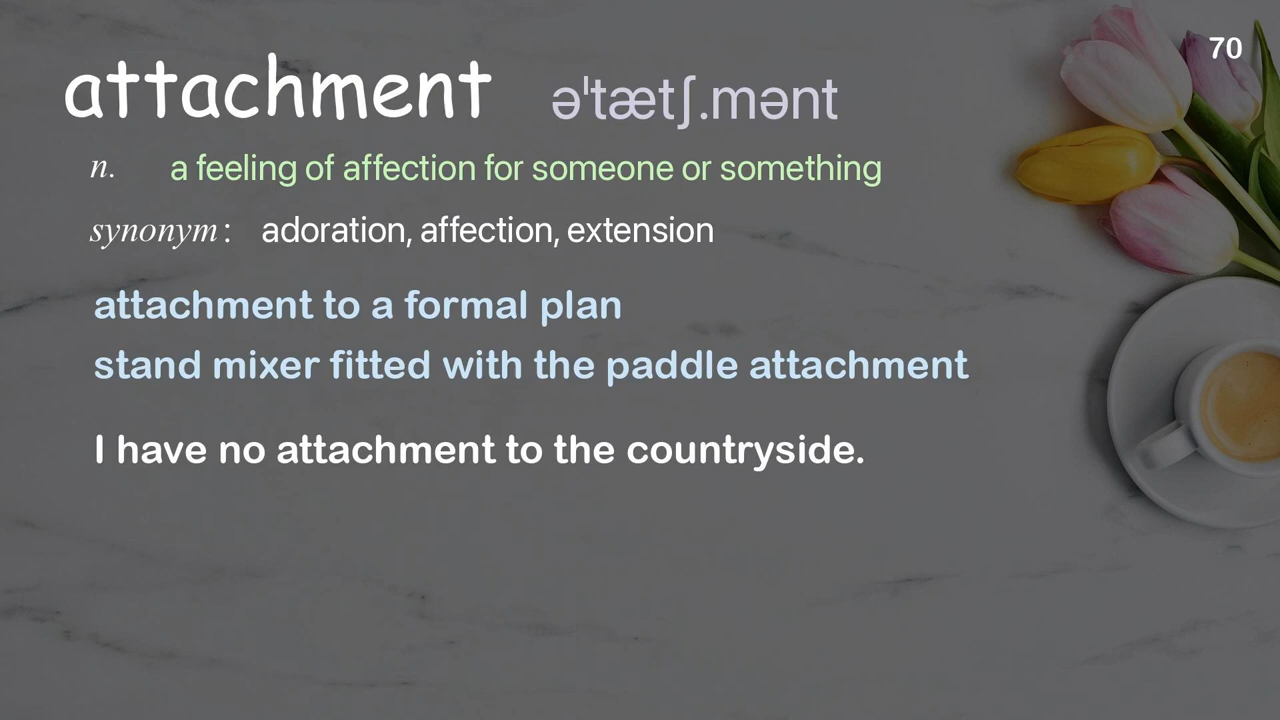 70
attachment əˈtætʃ.mənt
n. a feeling of affection for someone or something
synonym: adoration, affection, extension
attachment to a formal plan
stand mixer fitted with the paddle attachment
I have no attachment to the countryside.